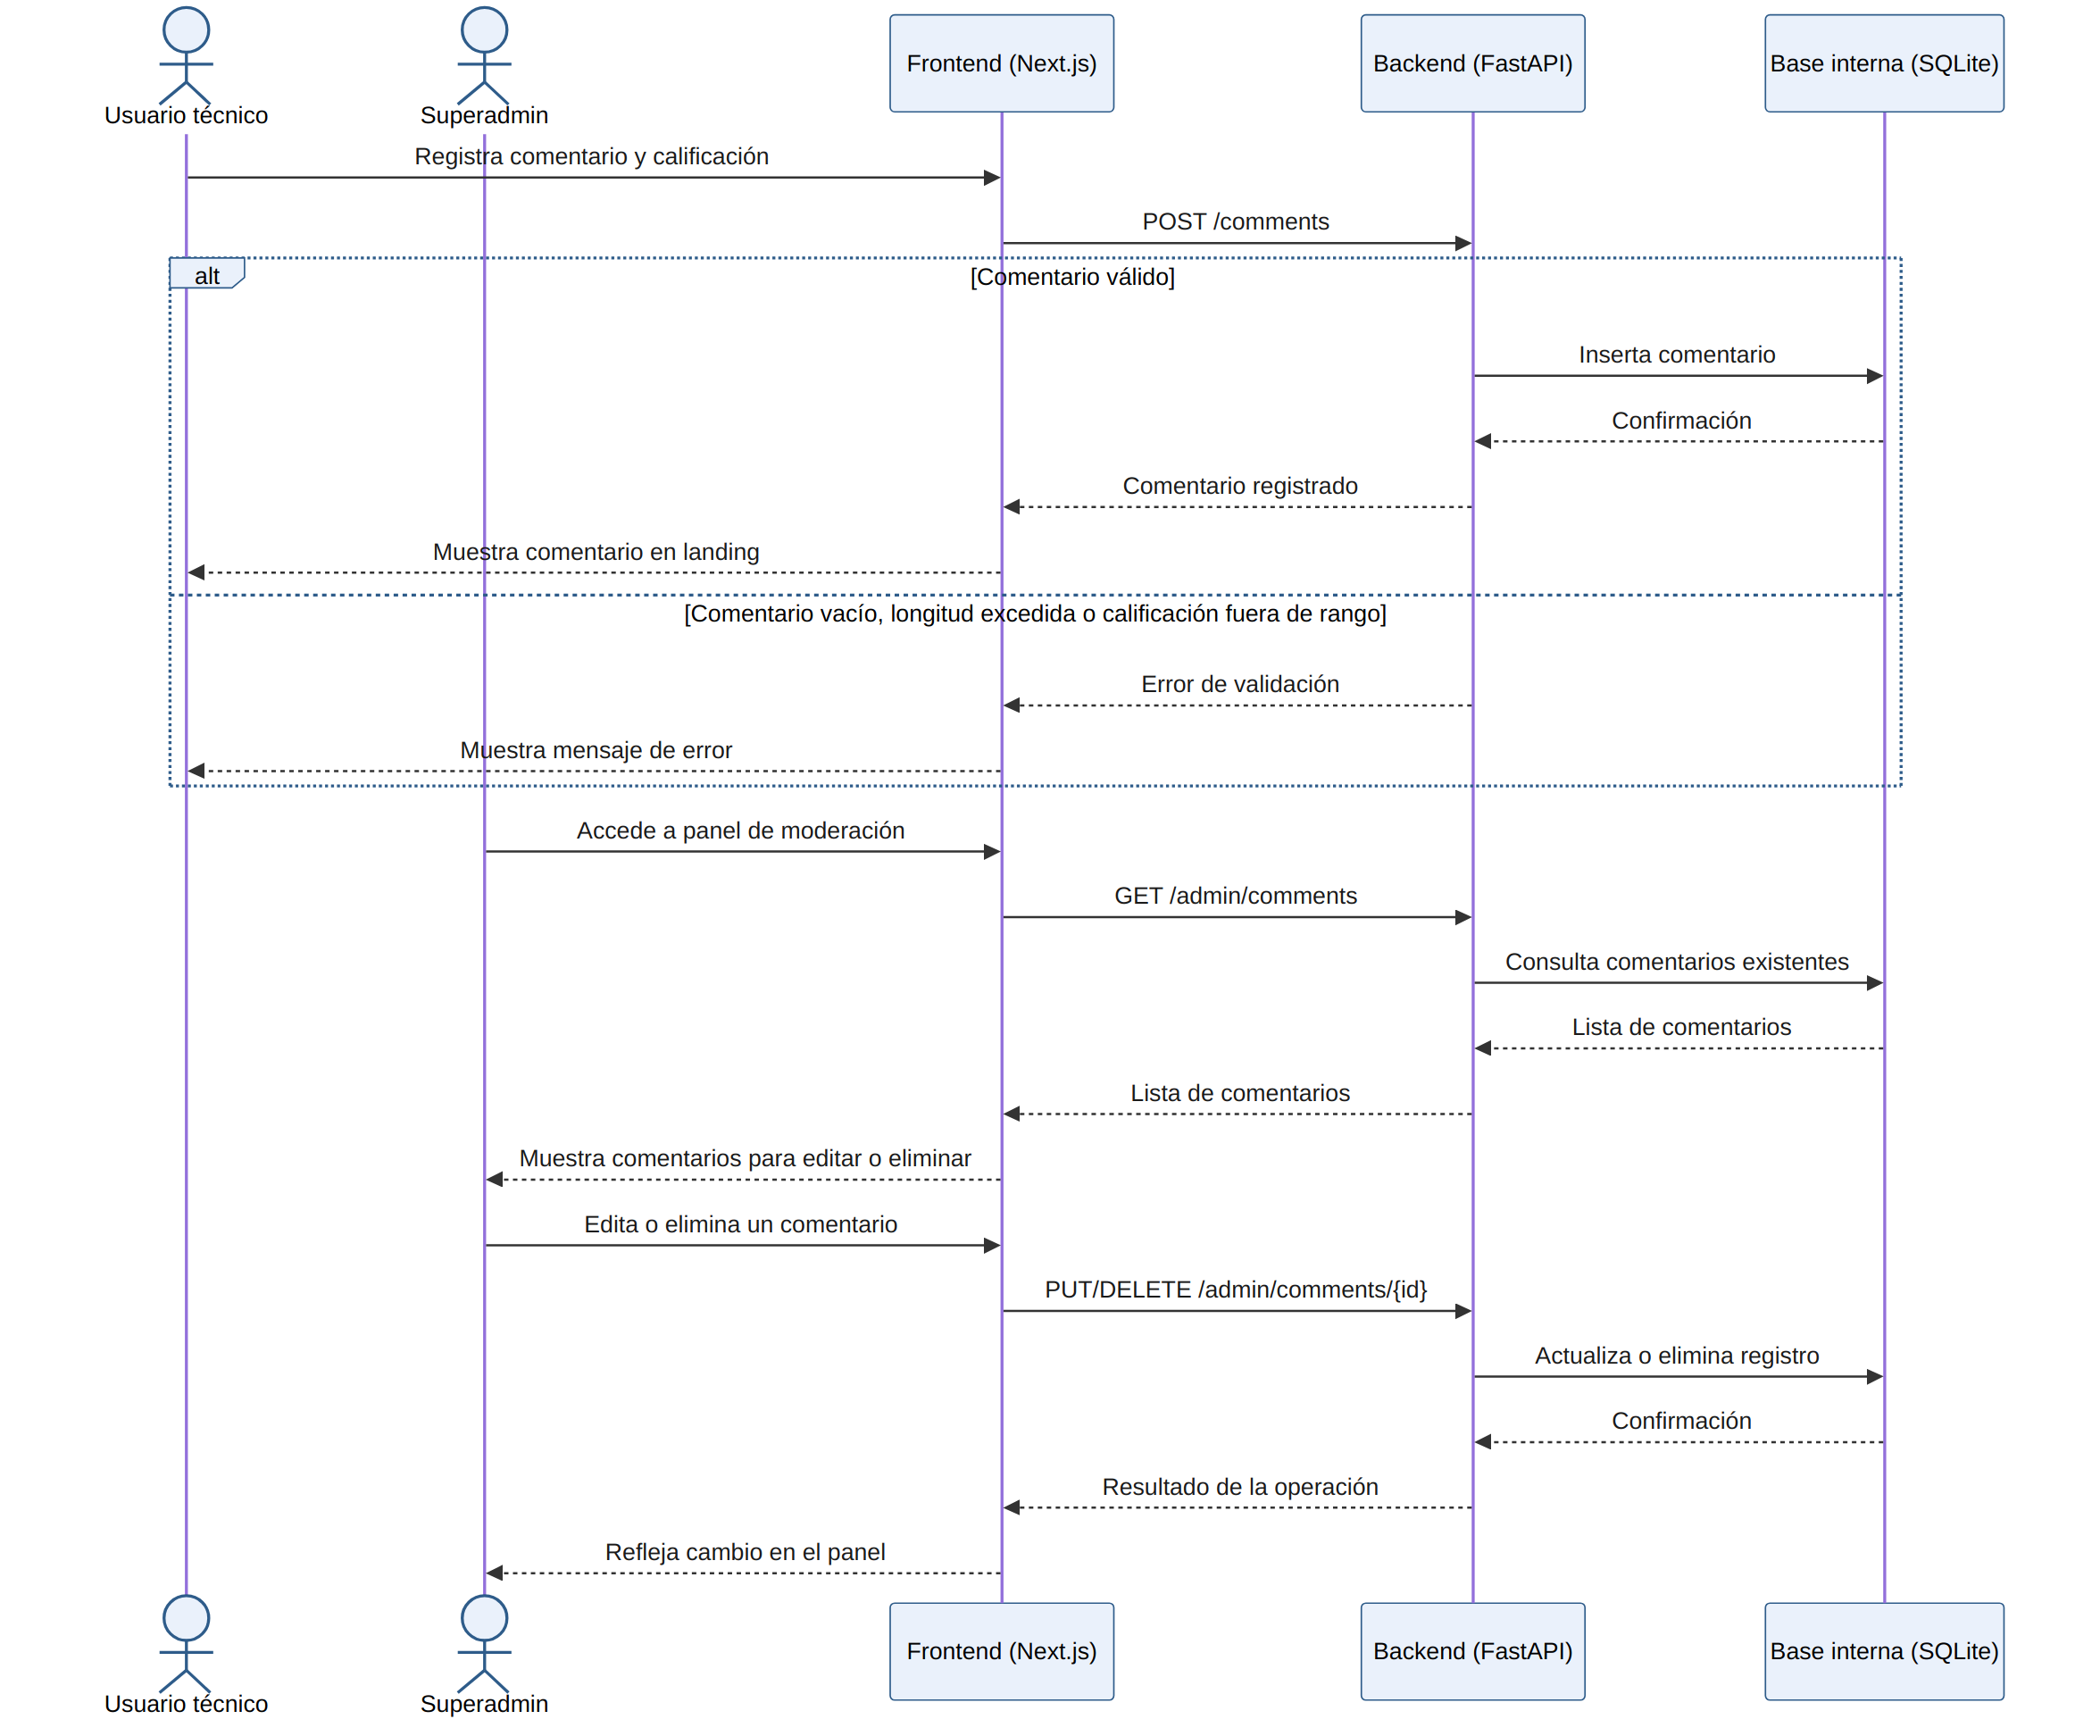 Usuario técnico
Superadmin
Frontend (Next.js)
Backend (FastAPI)
Base interna (SQLite)
Registra comentario y calificación
POST /comments
alt
[Comentario válido]
Inserta comentario
Confirmación
Comentario registrado
Muestra comentario en landing
[Comentario vacío, longitud excedida o calificación fuera de rango]
Error de validación
Muestra mensaje de error
Accede a panel de moderación
GET /admin/comments
Consulta comentarios existentes
Lista de comentarios
Lista de comentarios
Muestra comentarios para editar o eliminar
Edita o elimina un comentario
PUT/DELETE /admin/comments/{id}
Actualiza o elimina registro
Confirmación
Resultado de la operación
Refleja cambio en el panel
Usuario técnico
Superadmin
Frontend (Next.js)
Backend (FastAPI)
Base interna (SQLite)